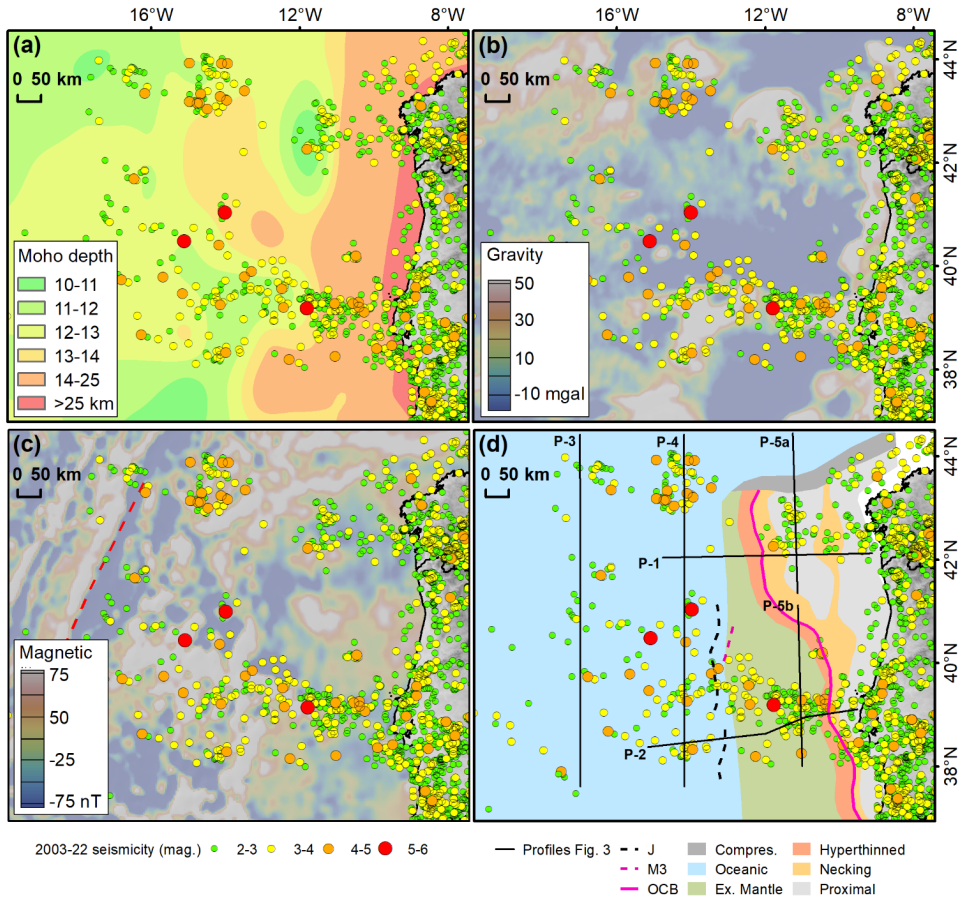 16°W 12°W 8°W 16°W 12°W 8°W
(a) (b)
0 50 km 0 50 km
44°N
42°N
40°N
38°N
Moho depth
10-11
11-12
12-13
13-14
14-25
>25 km
Gravity
50
30
10
-10 mgal
(c) (d)
0 50 km 0 50 km
P-3 P-4 P-5a
44°N
P-1
42°N
P-5b
40°N
P-2
38°N
Magnetic
75
50
-25
-75 nT
2003-22 seismicity (mag.) 2-3 3-4 4-5 5-6
Profiles Fig. 3 J Compres. Hyperthinned
M3 Oceanic Necking
OCB Ex. Mantle Proximal